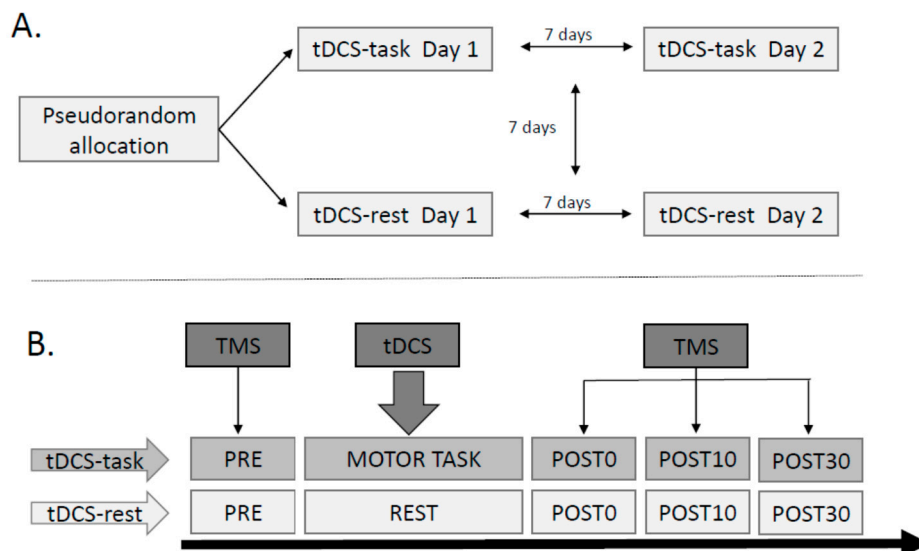 A.
tDCS-task Day 1
7 days
tDCS-task Day 2
Pseudorandom
allocation
7 days
tDCS-rest Day 1
7 days
tDCS-rest Day 2
B.
TMS
tDCS
TMS
tDCS-task
PRE
MOTOR TASK
POST0
POST10
POST30
tDCS-rest
PRE
REST
POST0
POST10
POST30